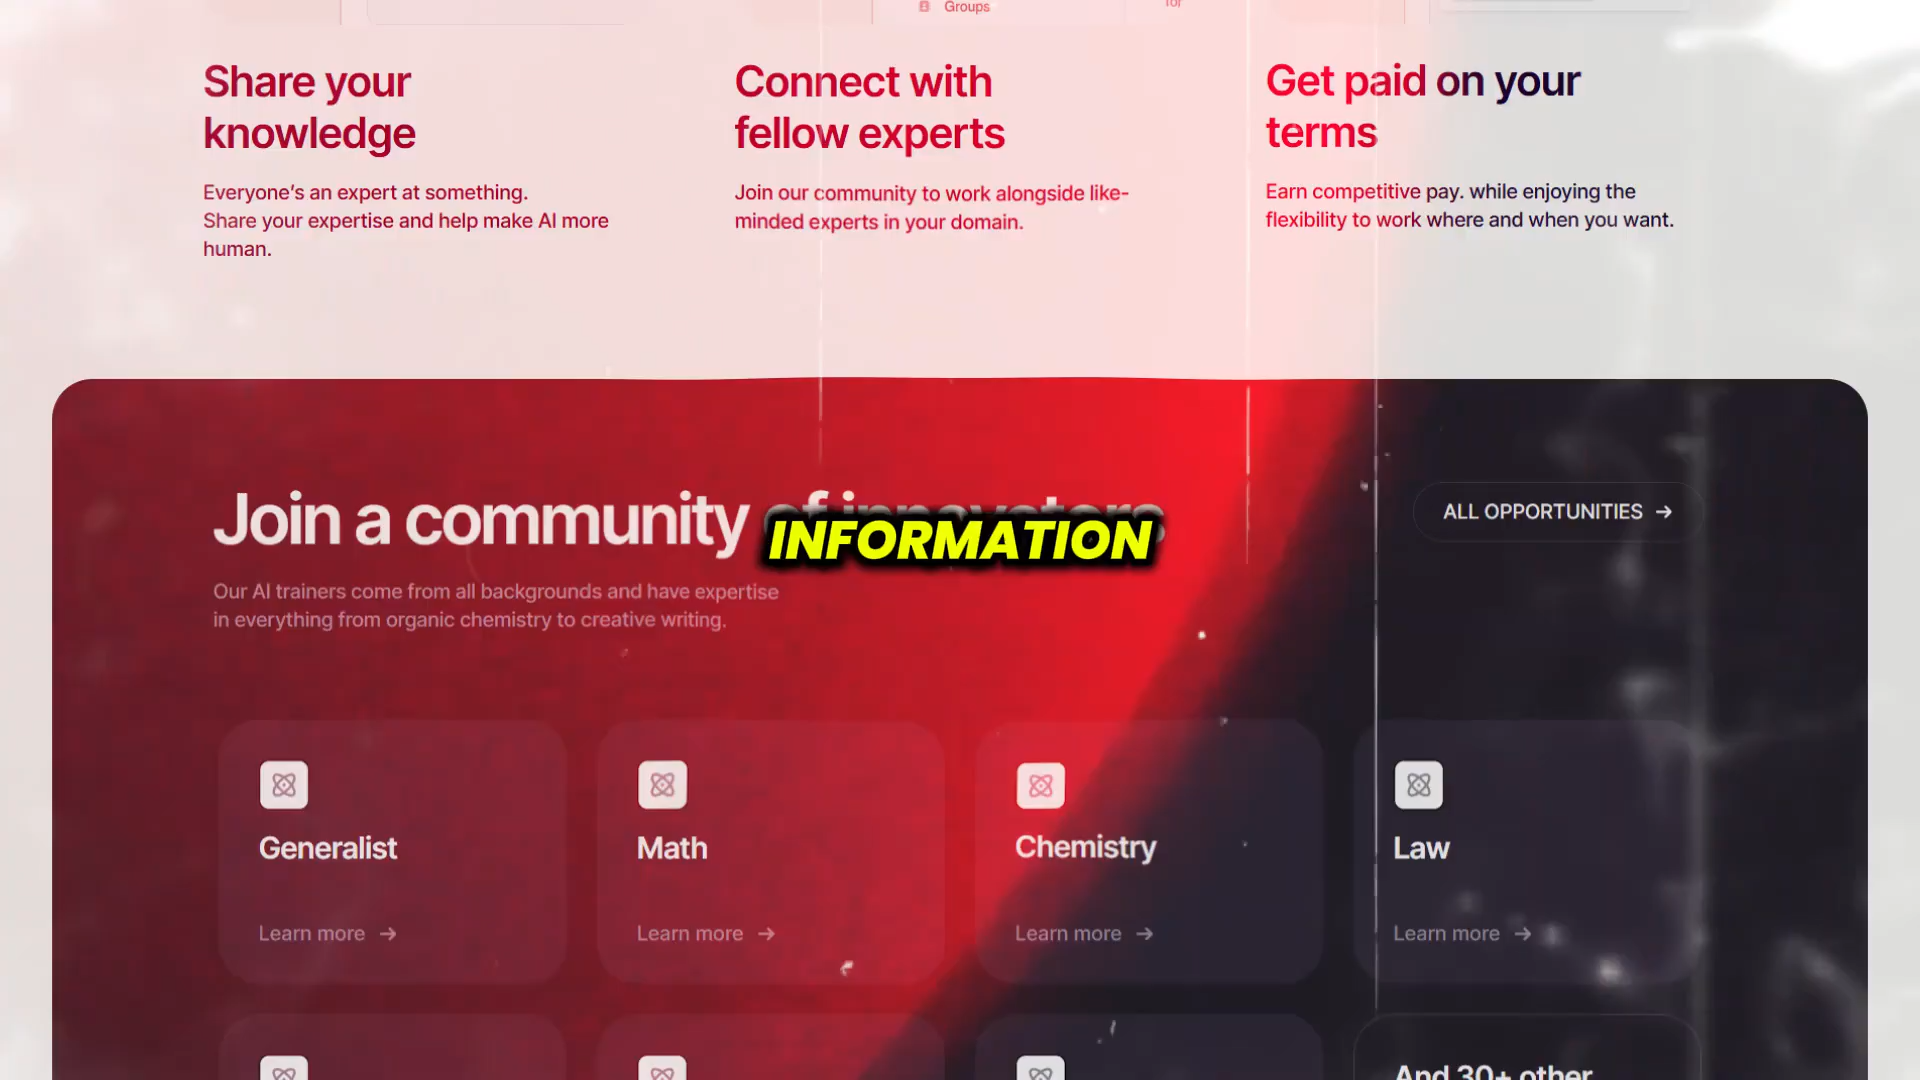 Groups
for
Share your
knowledge
Everyone's an expert at something.
Share your expertise and help make AI more
human.
Connect with
fellow experts
Join our community to work alongside like-
minded experts in your domain.
Get paid on your
terms
Earn competitive pay. while enjoying the
flexibility to work where and when you want.
Join a community of innovators
INFORMATION
ALL OPPORTUNITIES →
Our AI trainers come from all backgrounds and have expertise
in everything from organic chemistry to creative writing.
Generalist
Learn more →
Math
Learn more →
Chemistry
Learn more →
Law
Learn more →
And 30+ other